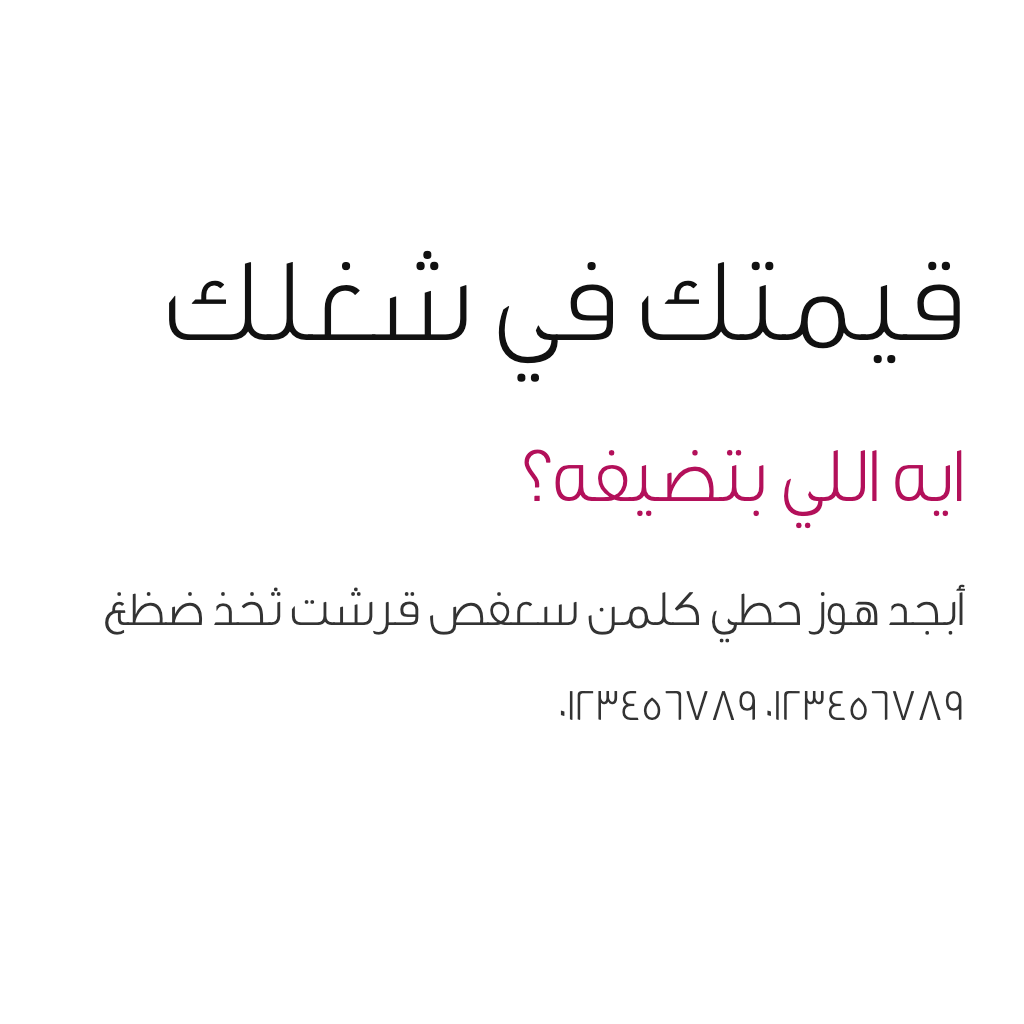 قيمتك في شغلك
ايه اللي بتضيفه؟
أبجد هوز حطي كلمن سعفص قرشت ثخذ ضظغ
٠١٢٣٤٥٦٧٨٩ ٠١٢٣٤٥٦٧٨٩